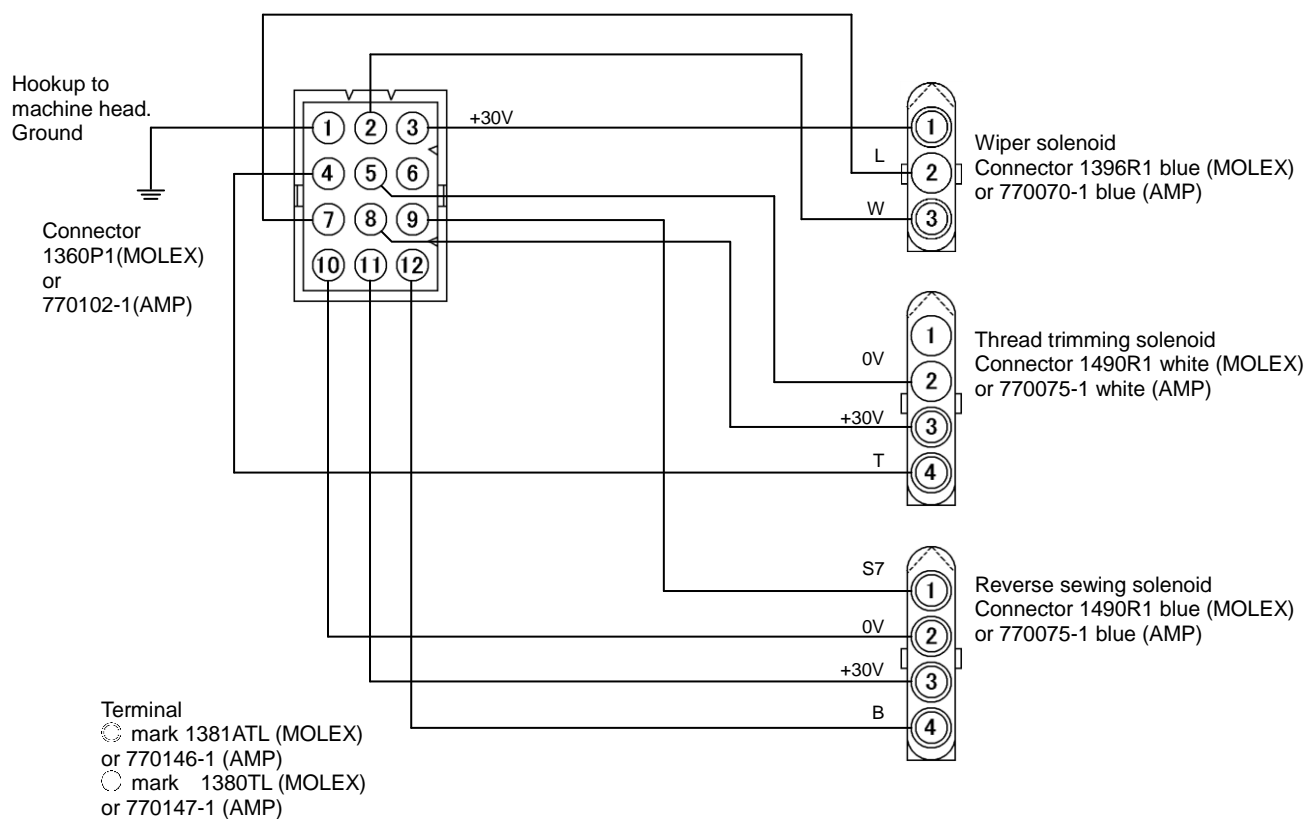 Hookup to
machine head.
Ground
Connector
1360P1(MOLEX)
or
770102-1(AMP)
1 2 3
4 5 6
7 8 9
10 11 12
+30V
L
W
1
2
3
Wiper solenoid
Connector 1396R1 blue (MOLEX)
or 770070-1 blue (AMP)
0V
+30V
T
1
2
3
4
Thread trimming solenoid
Connector 1490R1 white (MOLEX)
or 770075-1 white (AMP)
S7
0V
+30V
B
1
2
3
4
Reverse sewing solenoid
Connector 1490R1 blue (MOLEX)
or 770075-1 blue (AMP)
Terminal
mark 1381ATL (MOLEX)
or 770146-1 (AMP)
mark 1380TL (MOLEX)
or 770147-1 (AMP)